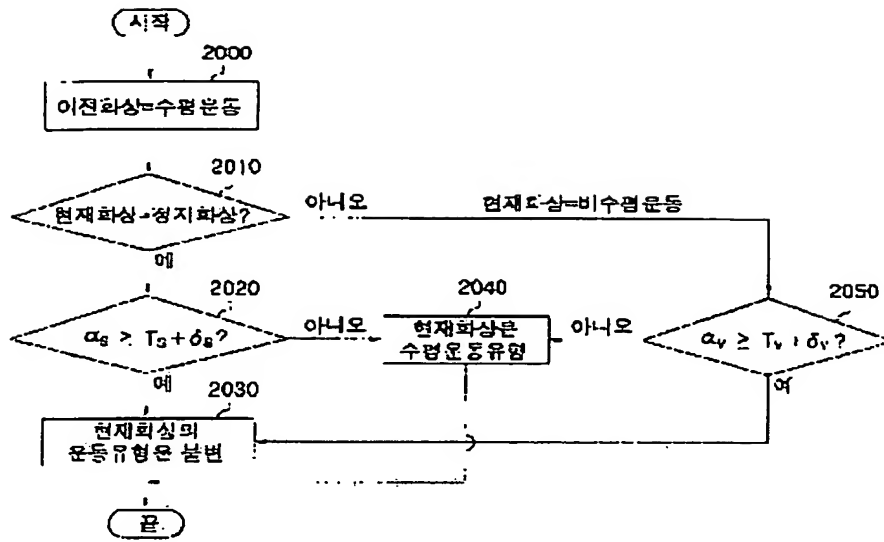 시작
2000
이전화상=수평운동
2010
현재화상=정지화상?
아니오
현재화상=비수평운동
예
2020
αs ≥ Ts+δs?
아니오
2040
현재화상은
수평운동유형
아니오
2050
αv ≥ Tv+δv?
예
예
2030
현재화상의
운동유형은 불변
끝